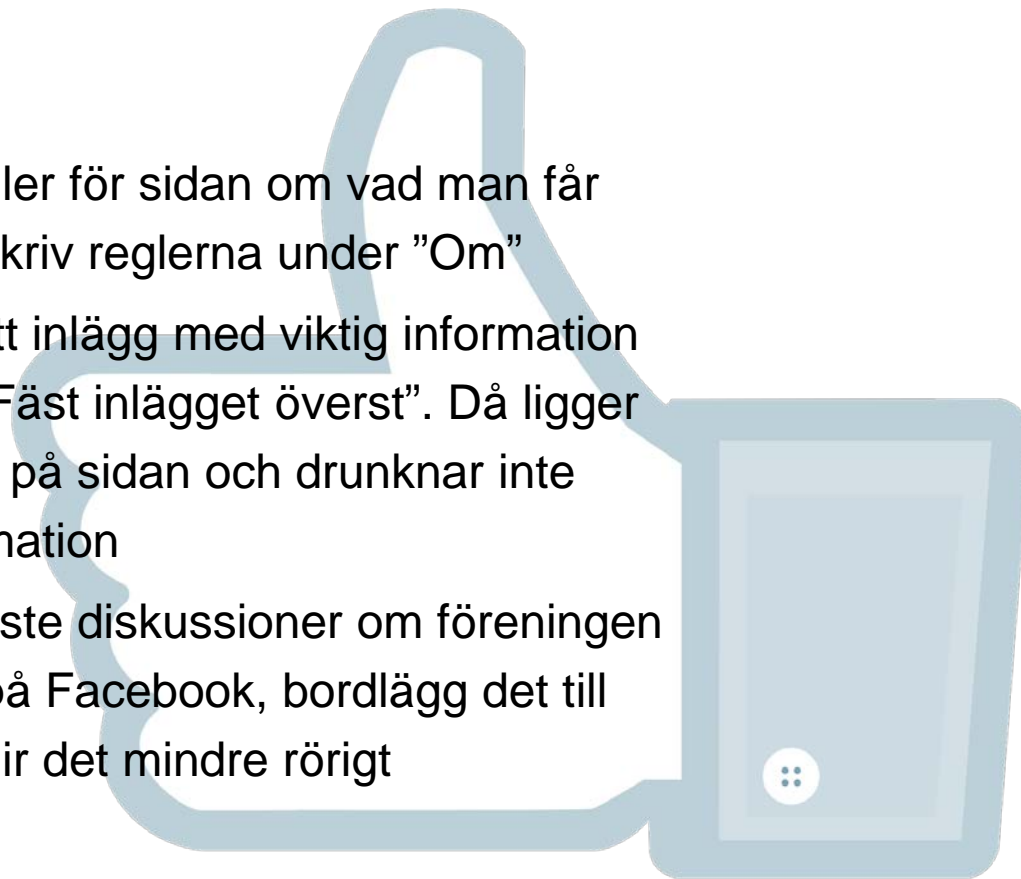 ler för sidan om vad man får
kriv reglerna under ”Om”
tt inlägg med viktig information
Fäst inlägget överst”. Då ligger
på sidan och drunknar inte
nation
ste diskussioner om föreningen
på Facebook, bordlägg det till
ir det mindre rörigt